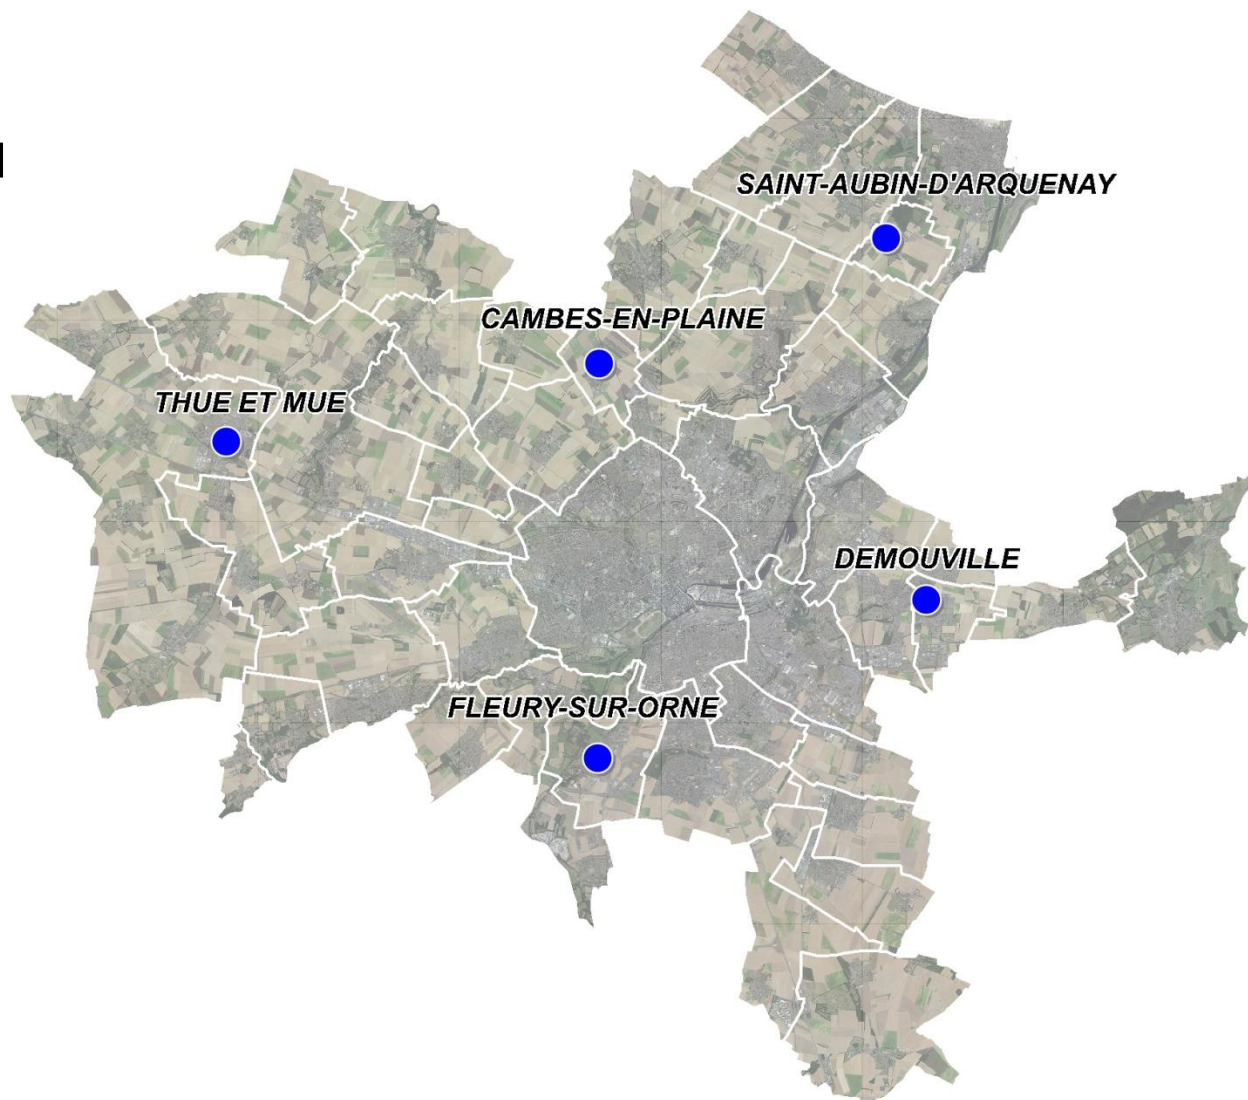 SAINT-AUBIN-D'ARQUENAY
CAMBES-EN-PLAINE
THUE ET MUE
DEMOUVILLE
FLEURY-SUR-ORNE